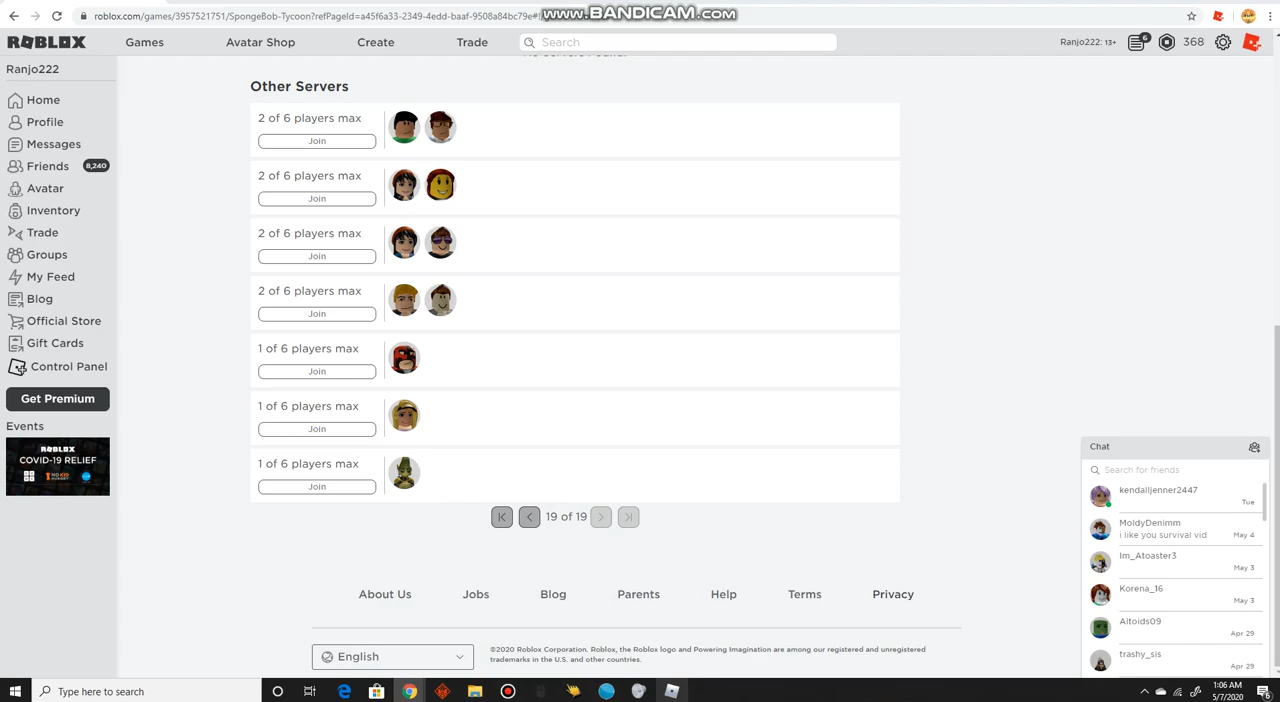 roblox.com/games/3957521751/SpongeBob-Tycoon?refPageId=a45f6a33-2349-4edd-baaf-9508a84bc79e#
www.BANDICAM.com
ROBLOX
Games
Avatar Shop
Create
Trade
Search
Ranjo222: 13+
6
368
Ranjo222
Home
Profile
Messages
Friends 8,240
Avatar
Inventory
Trade
Groups
My Feed
Blog
Official Store
Gift Cards
Control Panel
Get Premium
Events
ROBLOX
COVID-19 RELIEF
NO KID HUNGRY
Other Servers
2 of 6 players max
Join
2 of 6 players max
Join
2 of 6 players max
Join
2 of 6 players max
Join
1 of 6 players max
Join
1 of 6 players max
Join
1 of 6 players max
Join
19 of 19
About Us
Jobs
Blog
Parents
Help
Terms
Privacy
English
©2020 Roblox Corporation. Roblox, the Roblox logo and Powering Imagination are among our registered and unregistered
trademarks in the U.S. and other countries.
Chat
Search for friends
kendalljenner2447
Tue
MoldyDenimm
i like you survival vid May 4
Im_Atoaster3
May 3
Korena_16
May 3
Altoids09
Apr 29
trashy_sis
Apr 29
Type here to search
1:06 AM
5/7/2020
6